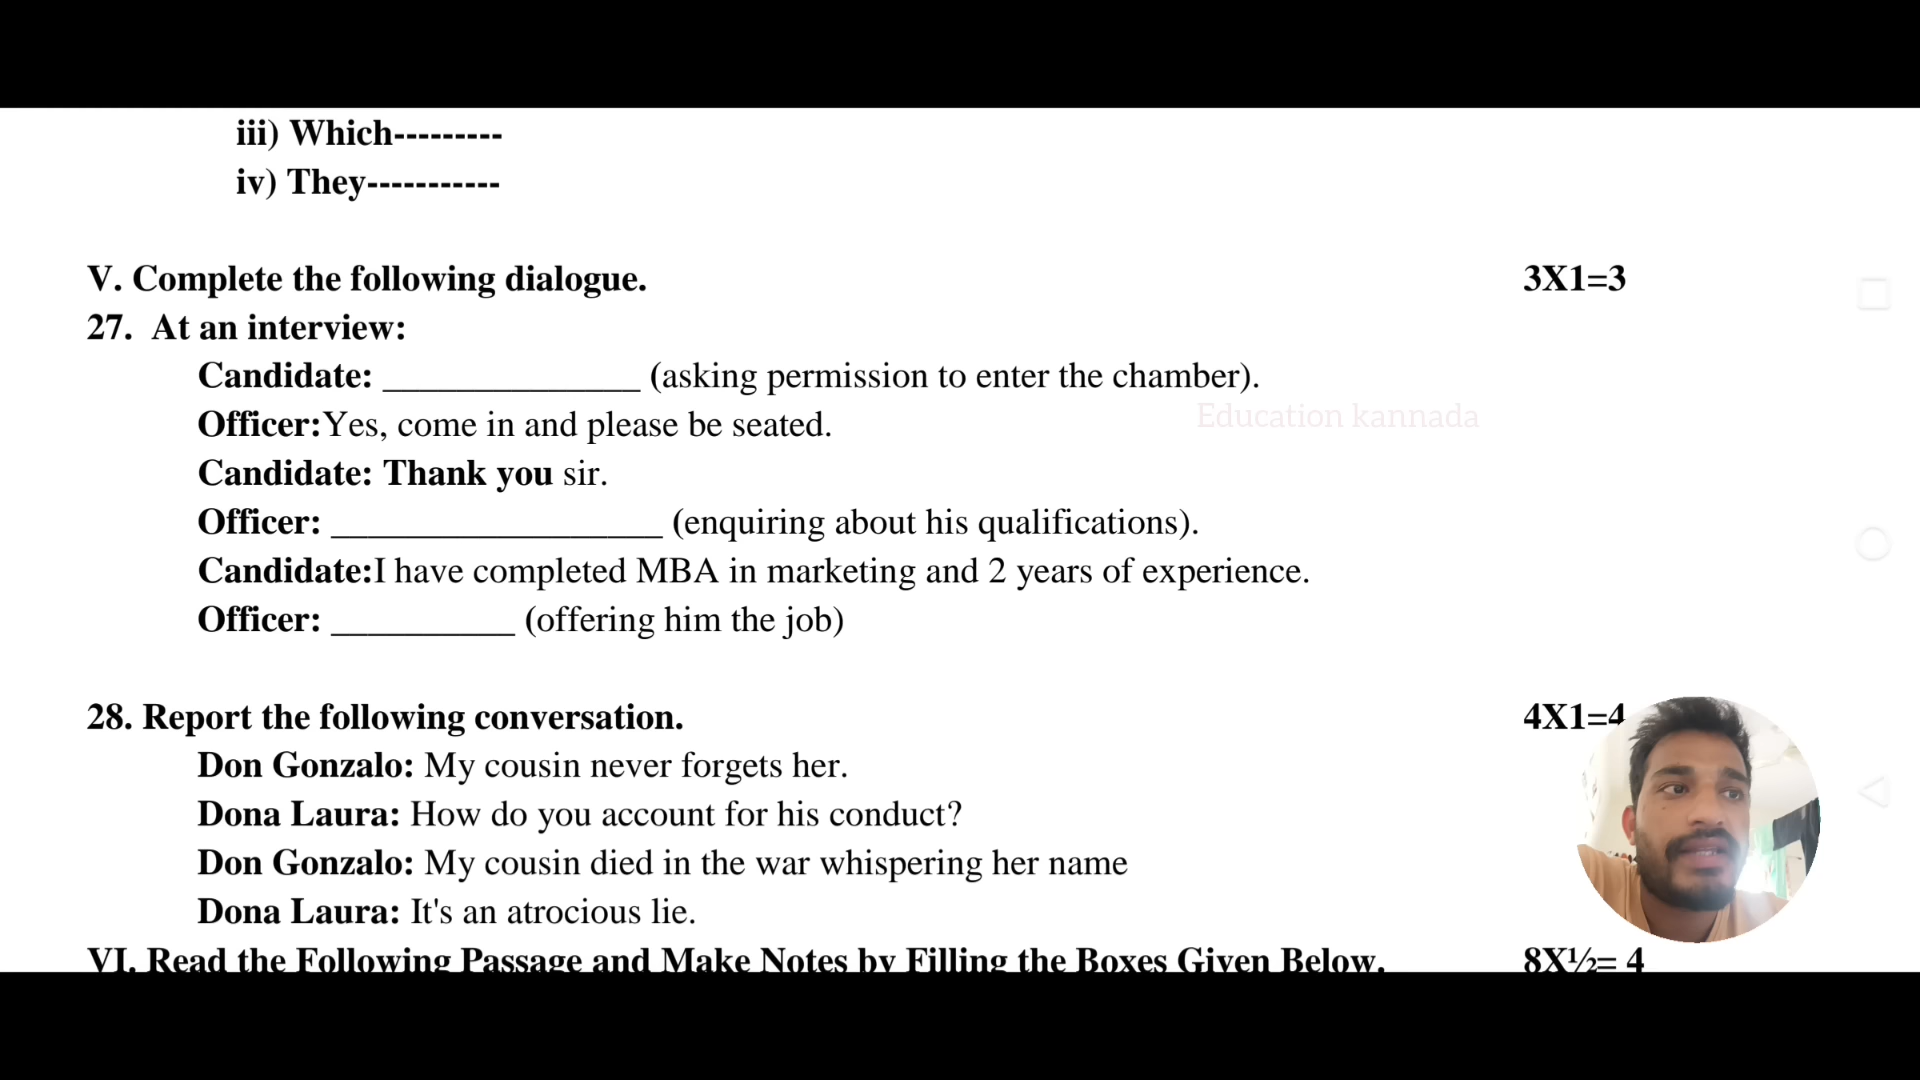 iii) Which---------
iv) They-----------
V. Complete the following dialogue. 3X1=3
27. At an interview:
Candidate: ______________ (asking permission to enter the chamber).
Officer:Yes, come in and please be seated.
Education kannada
Candidate: Thank you sir.
Officer: __________________ (enquiring about his qualifications).
Candidate:I have completed MBA in marketing and 2 years of experience.
Officer: __________ (offering him the job)
28. Report the following conversation. 4X1=4
Don Gonzalo: My cousin never forgets her.
Dona Laura: How do you account for his conduct?
Don Gonzalo: My cousin died in the war whispering her name
Dona Laura: It's an atrocious lie.
VI. Read the Following Passage and Make Notes by Filling the Boxes Given Below. 8X½= 4